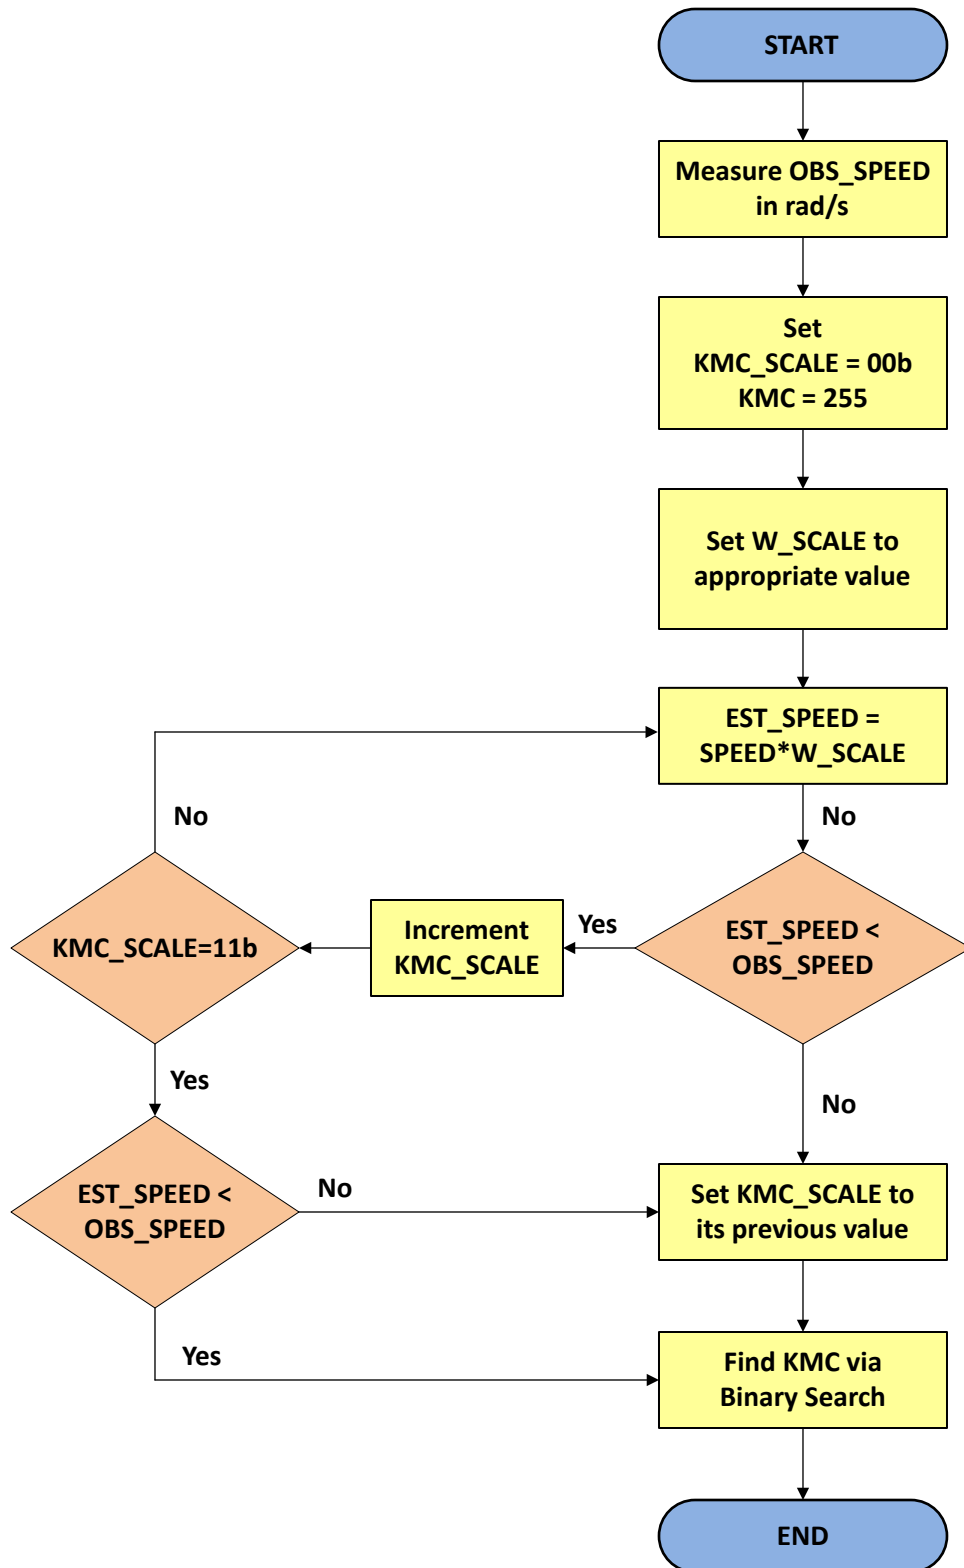 START
Measure OBS_SPEED
in rad/s
Set
KMC_SCALE = 00b
KMC = 255
Set W_SCALE to
appropriate value
EST_SPEED =
SPEED*W_SCALE
No
No
EST_SPEED <
OBS_SPEED
Yes
Increment
KMC_SCALE
KMC_SCALE=11b
Yes
No
EST_SPEED <
OBS_SPEED
No
Set KMC_SCALE to
its previous value
Yes
Find KMC via
Binary Search
END